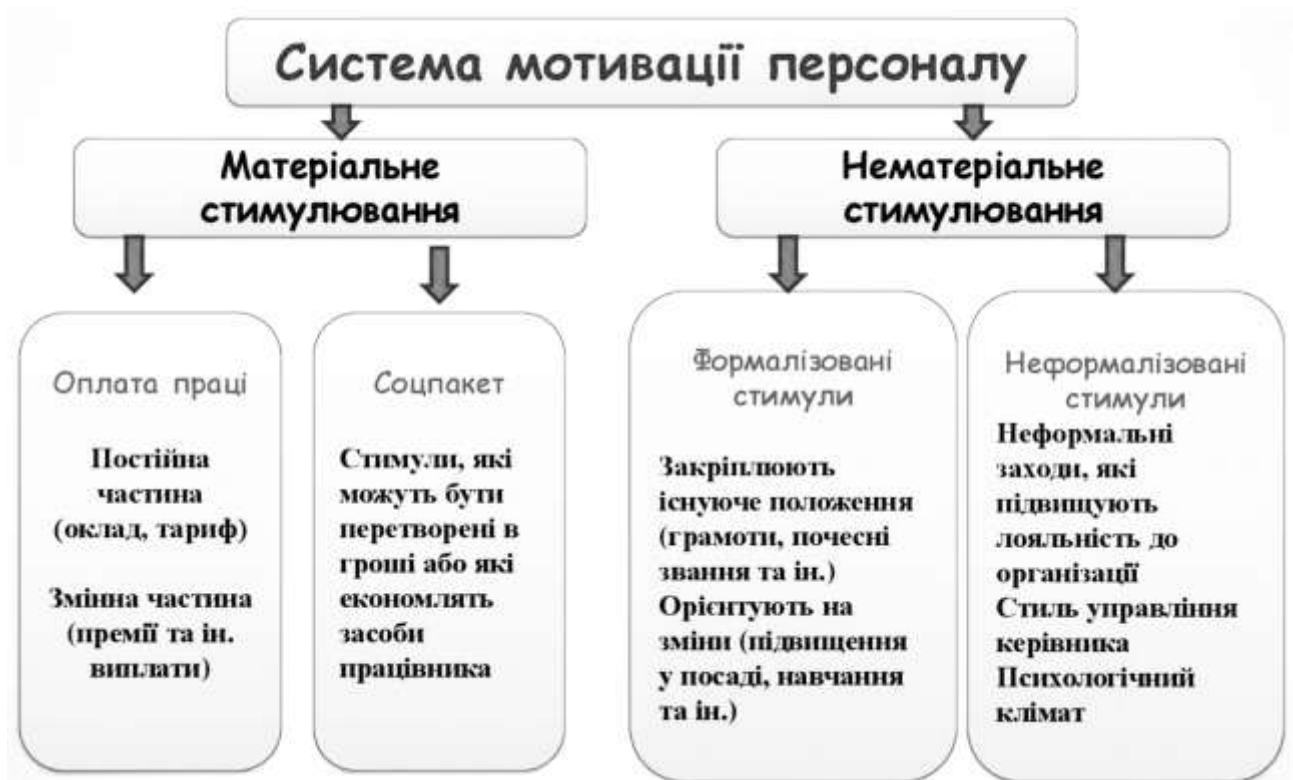 Система мотивації персоналу
Матеріальне
стимулювання
Нематеріальне
стимулювання
Оплата праці
Постійна
частина
(оклад, тариф)
Змінна частина
(премії та ін.
виплати)
Соцпакет
Стимули, які
можуть бути
перетворені в
гроші або які
економлять
засоби
працівника
Формалізовані
стимули
Закріплюють
існуюче положення
(грамоти, почесні
звання та ін.)
Орієнтують на
зміни (підвищення
у посаді, навчання
та ін.)
Неформалізовані
стимули
Неформальні
заходи, які
підвищують
лояльність до
організації
Стиль управління
керівника
Психологічний
клімат